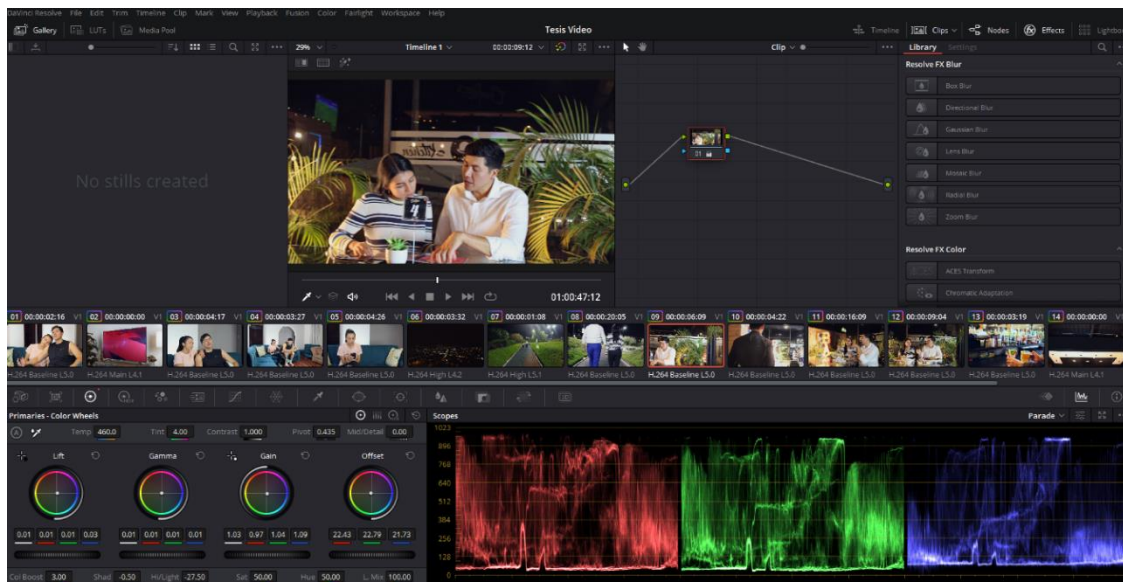 DaVinci Resolve File Edit Trim Timeline Clip Mark View Playback Fusion Color Fairlight Workspace Help
Gallery LUTs Media Pool Tesis Video Timeline Clips Nodes Effects Lightbo
29% Timeline 1 00:00:09:12 Clip Library Settings
Resolve FX Blur
Box Blur
Directional Blur
Gaussian Blur
Lens Blur
Mosaic Blur
Radial Blur
Zoom Blur
Resolve FX Color
ACES Transform
Chromatic Adaptation
No stills created
kitchen
01
01:00:47:12
01 00:00:02:16 V1 02 00:00:00:00 V1 03 00:00:04:17 V1 04 00:00:03:27 V1 05 00:00:04:26 V1 06 00:00:03:32 V1 07 00:00:01:08 V1 08 00:00:20:05 V1 09 00:00:06:09 V1 10 00:00:04:22 V1 11 00:00:16:09 V1 12 00:00:09:04 V1 13 00:00:03:19 V1 14 00:00:00:00 V1
H.264 Baseline L5.0 H.264 Main L4.1 H.264 Baseline L5.0 H.264 Baseline L5.0 H.264 Baseline L5.0 H.264 High L4.2 H.264 High L5.1 H.264 Baseline L5.0 H.264 Baseline L5.0 H.264 Baseline L5.0 H.264 Baseline L5.0 H.264 Baseline L5.0 H.264 Baseline L5.0 H.264 Main L4.1
Primaries - Color Wheels
Temp 460.0 Tint 4.00 Contrast 1.000 Pivot 0.435 Mid/Detail 0.00
Lift Gamma Gain Offset
0.01 0.01 0.01 0.03 0.01 0.01 0.01 0.01 1.03 0.97 1.04 1.09 22.43 22.79 21.73
Col Boost 3.00 Shad -0.50 Hi/Light -27.50 Sat 50.00 Hue 50.00 L. Mix 100.00
Scopes Parade
1023
896
768
640
512
384
256
128
0